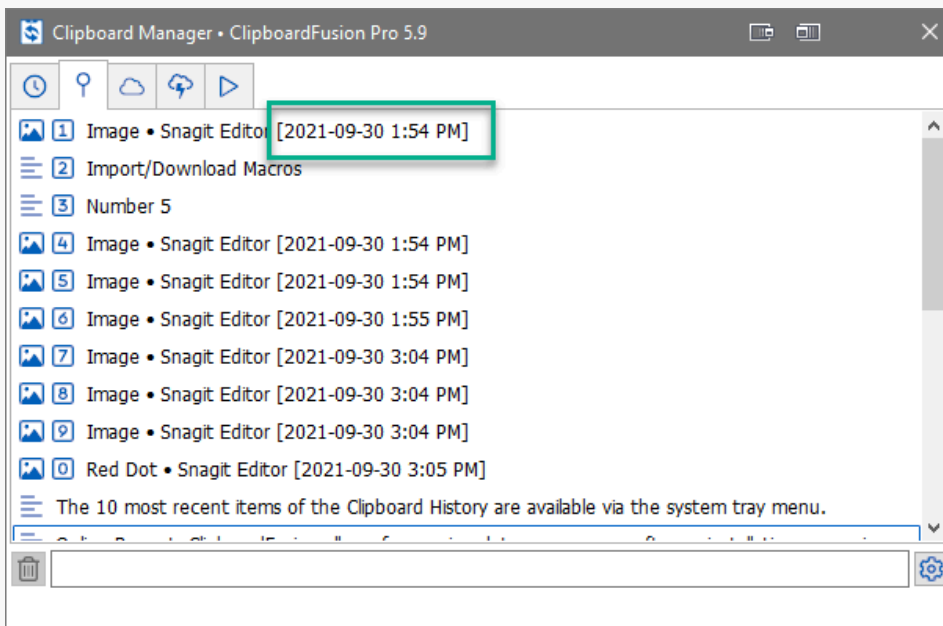 Clipboard Manager • ClipboardFusion Pro 5.9
1 Image • Snagit Editor [2021-09-30 1:54 PM]
2 Import/Download Macros
3 Number 5
4 Image • Snagit Editor [2021-09-30 1:54 PM]
5 Image • Snagit Editor [2021-09-30 1:54 PM]
6 Image • Snagit Editor [2021-09-30 1:55 PM]
7 Image • Snagit Editor [2021-09-30 3:04 PM]
8 Image • Snagit Editor [2021-09-30 3:04 PM]
9 Image • Snagit Editor [2021-09-30 3:04 PM]
0 Red Dot • Snagit Editor [2021-09-30 3:05 PM]
The 10 most recent items of the Clipboard History are available via the system tray menu.